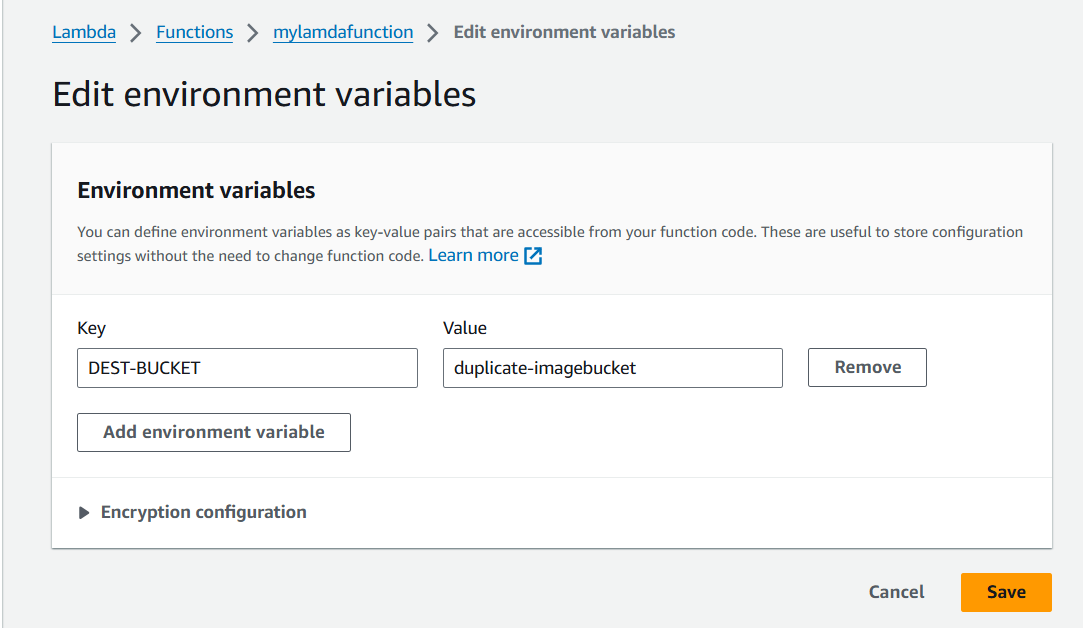 Lambda > Functions > mylamdafunction > Edit environment variables
Edit environment variables
Environment variables
You can define environment variables as key-value pairs that are accessible from your function code. These are useful to store configuration
settings without the need to change function code. Learn more
Key Value
DEST-BUCKET duplicate-imagebucket Remove
Add environment variable
Encryption configuration
Cancel Save